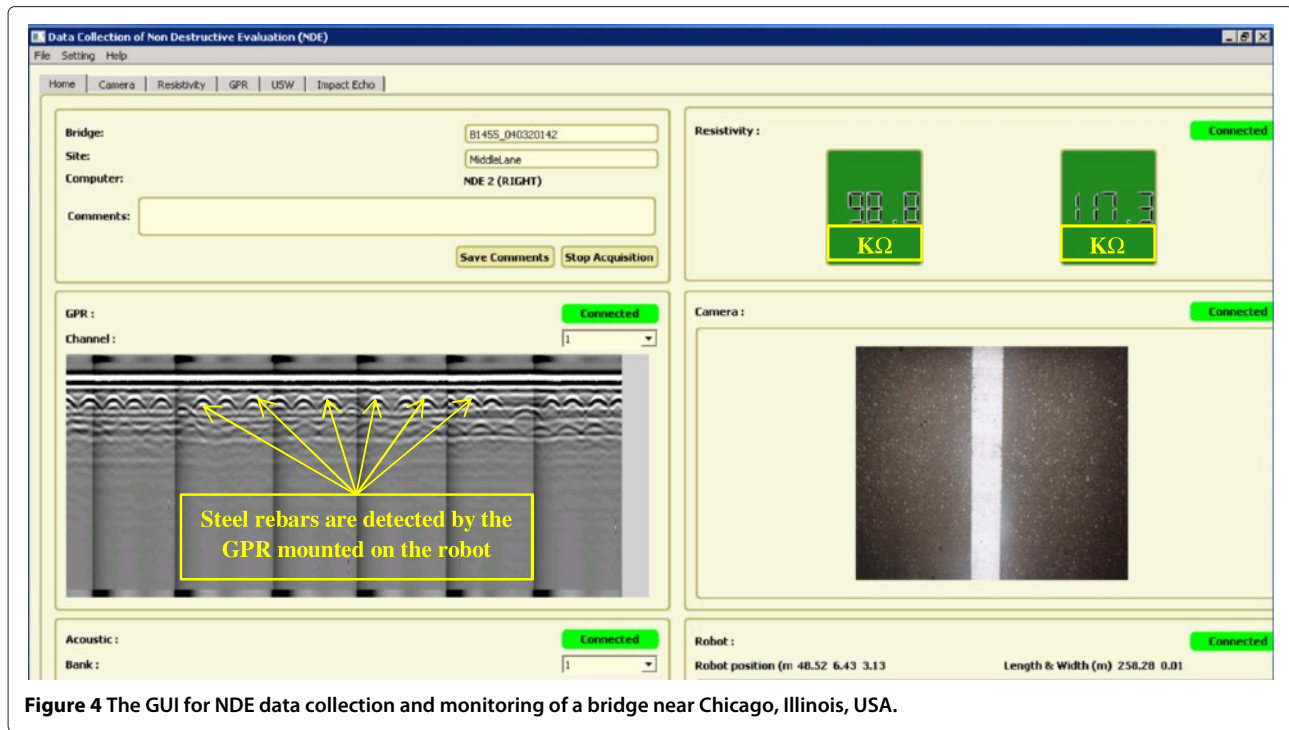 Data Collection of Non Destructive Evaluation (NDE)
File Setting Help
Home Camera Resistivity GPR USW Impact Echo
Bridge: B1455_040320142
Site: MiddleLane
Computer: NDE 2 (RIGHT)
Comments:
Save Comments Stop Acquisition
Resistivity : Connected
98.8 117.3
KΩ KΩ
GPR : Connected
Channel : 1
Steel rebars are detected by the
GPR mounted on the robot
Camera : Connected
Acoustic : Connected
Bank : 1
Robot : Connected
Robot position (m 48.52 6.43 3.13 Length & Width (m) 258.28 0.01
Figure 4 The GUI for NDE data collection and monitoring of a bridge near Chicago, Illinois, USA.